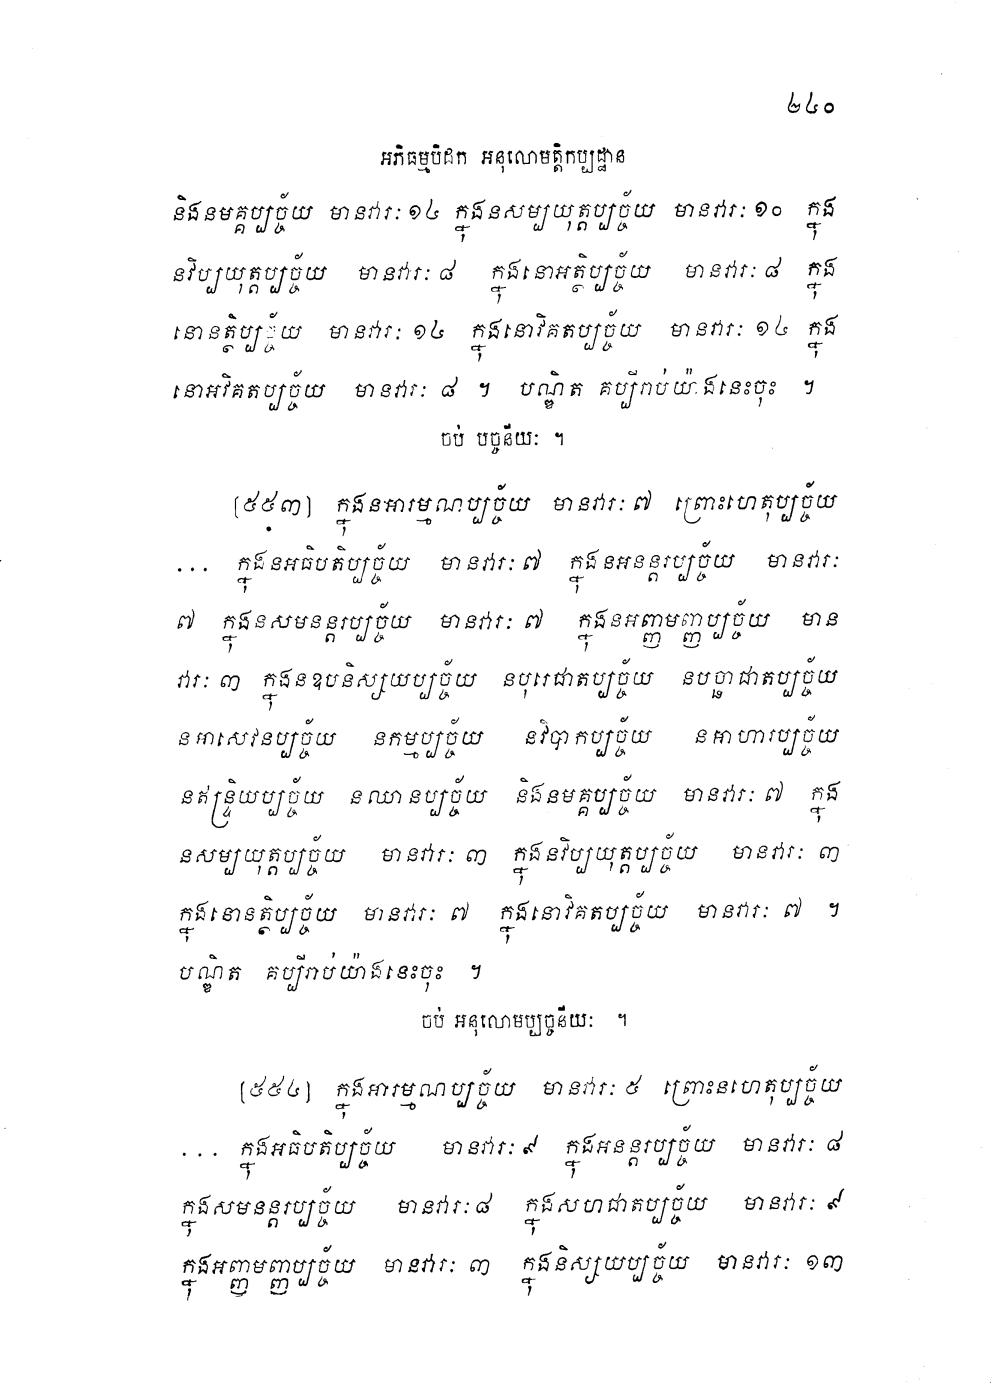 ២៤០
អភិធម្មបិដក អនុលោមត្តិកប្បដ្ឋាន
និងនមគ្គប្បច្ច័យ មានវារៈ ១៤ ក្នុងនសម្បយុត្តប្បច្ច័យ មានវារៈ ១០ ក្នុង
នវិប្បយុត្តប្បច្ច័យ មានវារៈ ៨ ក្នុងនោអត្ថិប្បច្ច័យ មានវារៈ ៨ ក្នុង
នោនត្ថិប្បច្ច័យ មានវារៈ ១៤ ក្នុងនោវិគតប្បច្ច័យ មានវារៈ ១៤ ក្នុង
នោអវិគតប្បច្ច័យ មានវារៈ ៨ ។ បណ្ឌិត គប្បីរាប់យ៉ាងនេះចុះ ។
ចប់ បច្ចនីយៈ ។
[៥៥៣] ក្នុងនអារម្មណប្បច្ច័យ មានវារៈ ៧ ព្រោះហេតុប្បច្ច័យ
... ក្នុងនអធិបតិប្បច្ច័យ មានវារៈ ៧ ក្នុងនអនន្តរប្បច្ច័យ មានវារៈ
៧ ក្នុងនសមនន្តរប្បច្ច័យ មានវារៈ ៧ ក្នុងនអញ្ញមញ្ញប្បច្ច័យ មាន
វារៈ ៣ ក្នុងនឧបនិស្សយប្បច្ច័យ នបុរេជាតប្បច្ច័យ នបច្ឆាជាតប្បច្ច័យ
នអាសេវនប្បច្ច័យ នកម្មប្បច្ច័យ នវិបាកប្បច្ច័យ នអាហារប្បច្ច័យ
នឥន្ទ្រិយប្បច្ច័យ នឈានប្បច្ច័យ និងនមគ្គប្បច្ច័យ មានវារៈ ៧ ក្នុង
នសម្បយុត្តប្បច្ច័យ មានវារៈ ៣ ក្នុងនវិប្បយុត្តប្បច្ច័យ មានវារៈ ៣
ក្នុងនោនត្ថិប្បច្ច័យ មានវារៈ ៧ ក្នុងនោវិគតប្បច្ច័យ មានវារៈ ៧ ។
បណ្ឌិត គប្បីរាប់យ៉ាងនេះចុះ ។
ចប់ អនុលោមប្បច្ចនីយៈ ។
[៥៥៤] ក្នុងអារម្មណប្បច្ច័យ មានវារៈ ៥ ព្រោះនហេតុប្បច្ច័យ
... ក្នុងអធិបតិប្បច្ច័យ មានវារៈ ៩ ក្នុងអនន្តរប្បច្ច័យ មានវារៈ ៨
ក្នុងសមនន្តរប្បច្ច័យ មានវារៈ ៨ ក្នុងសហជាតប្បច្ច័យ មានវារៈ ៩
ក្នុងអញ្ញមញ្ញប្បច្ច័យ មានវារៈ ៣ ក្នុងនិស្សយប្បច្ច័យ មានវារៈ ១៣